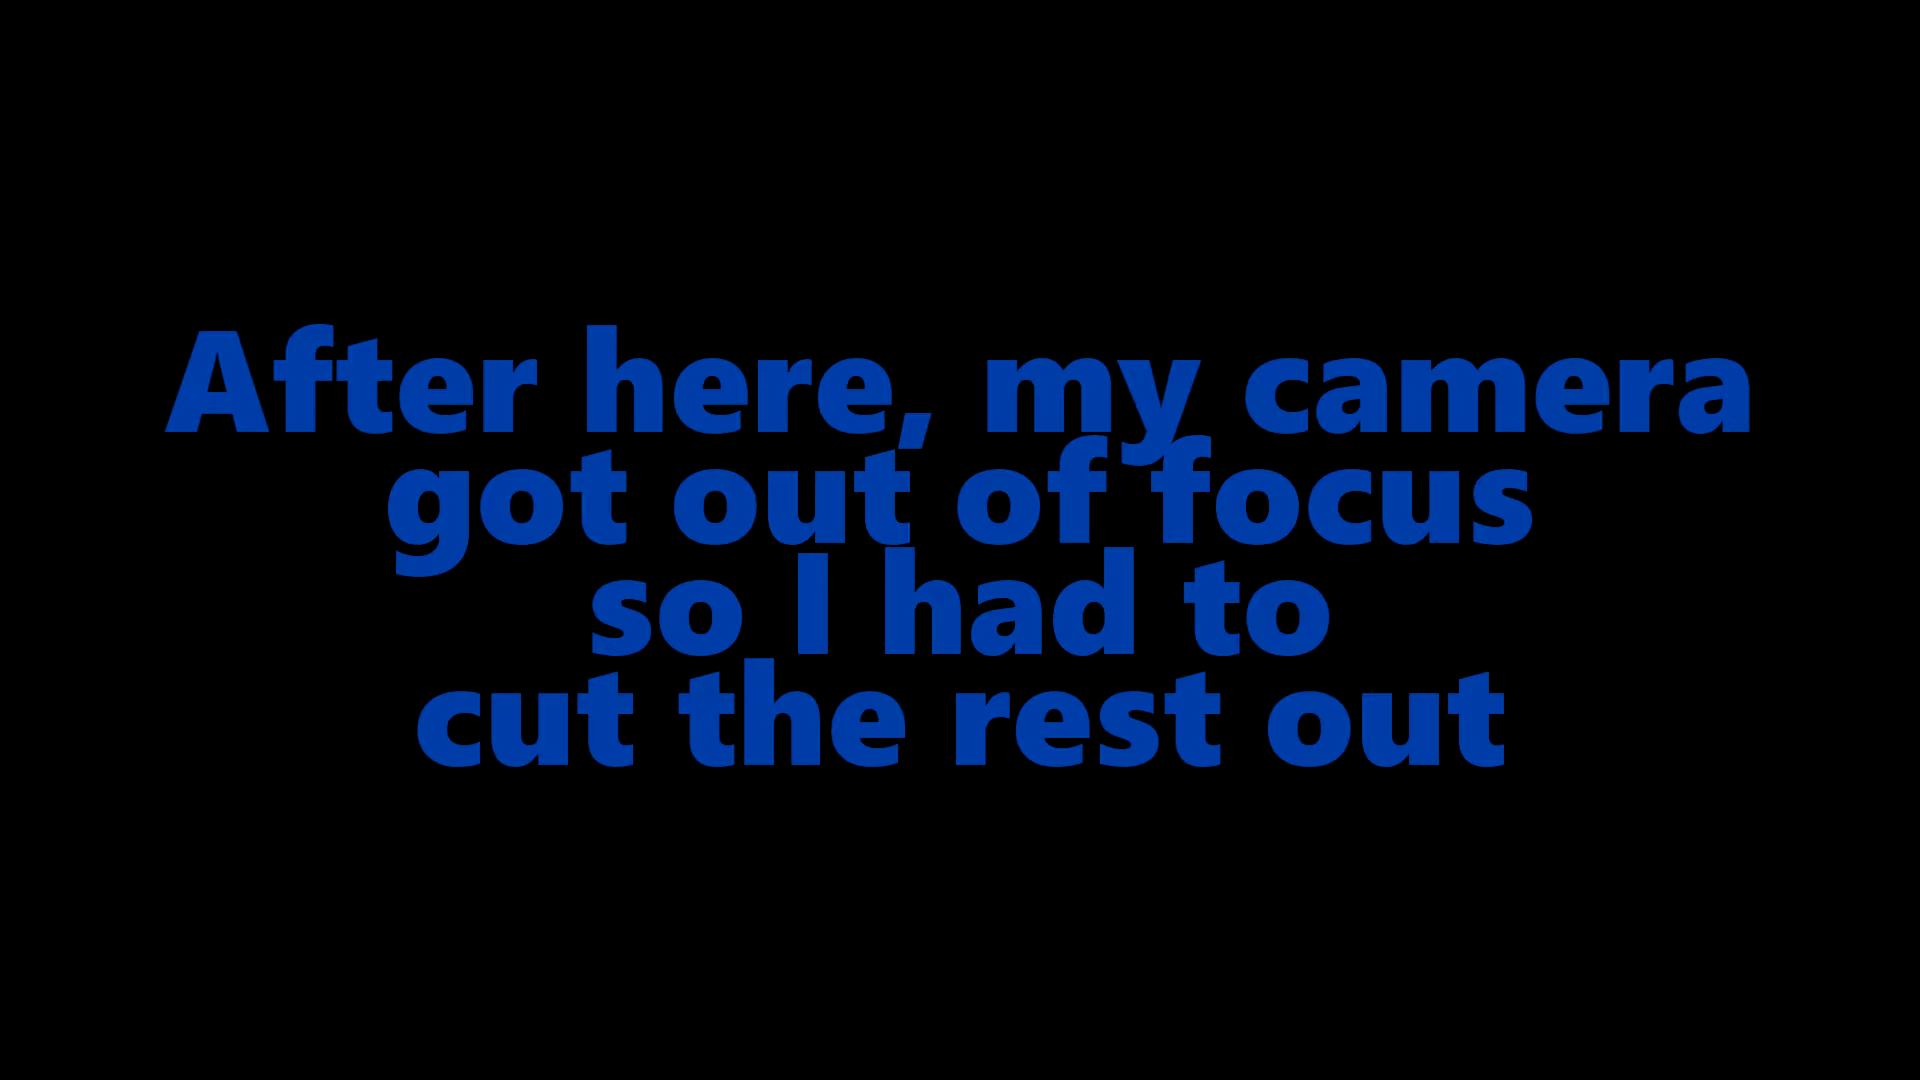 After here, my camera
got out of focus
so I had to
cut the rest out